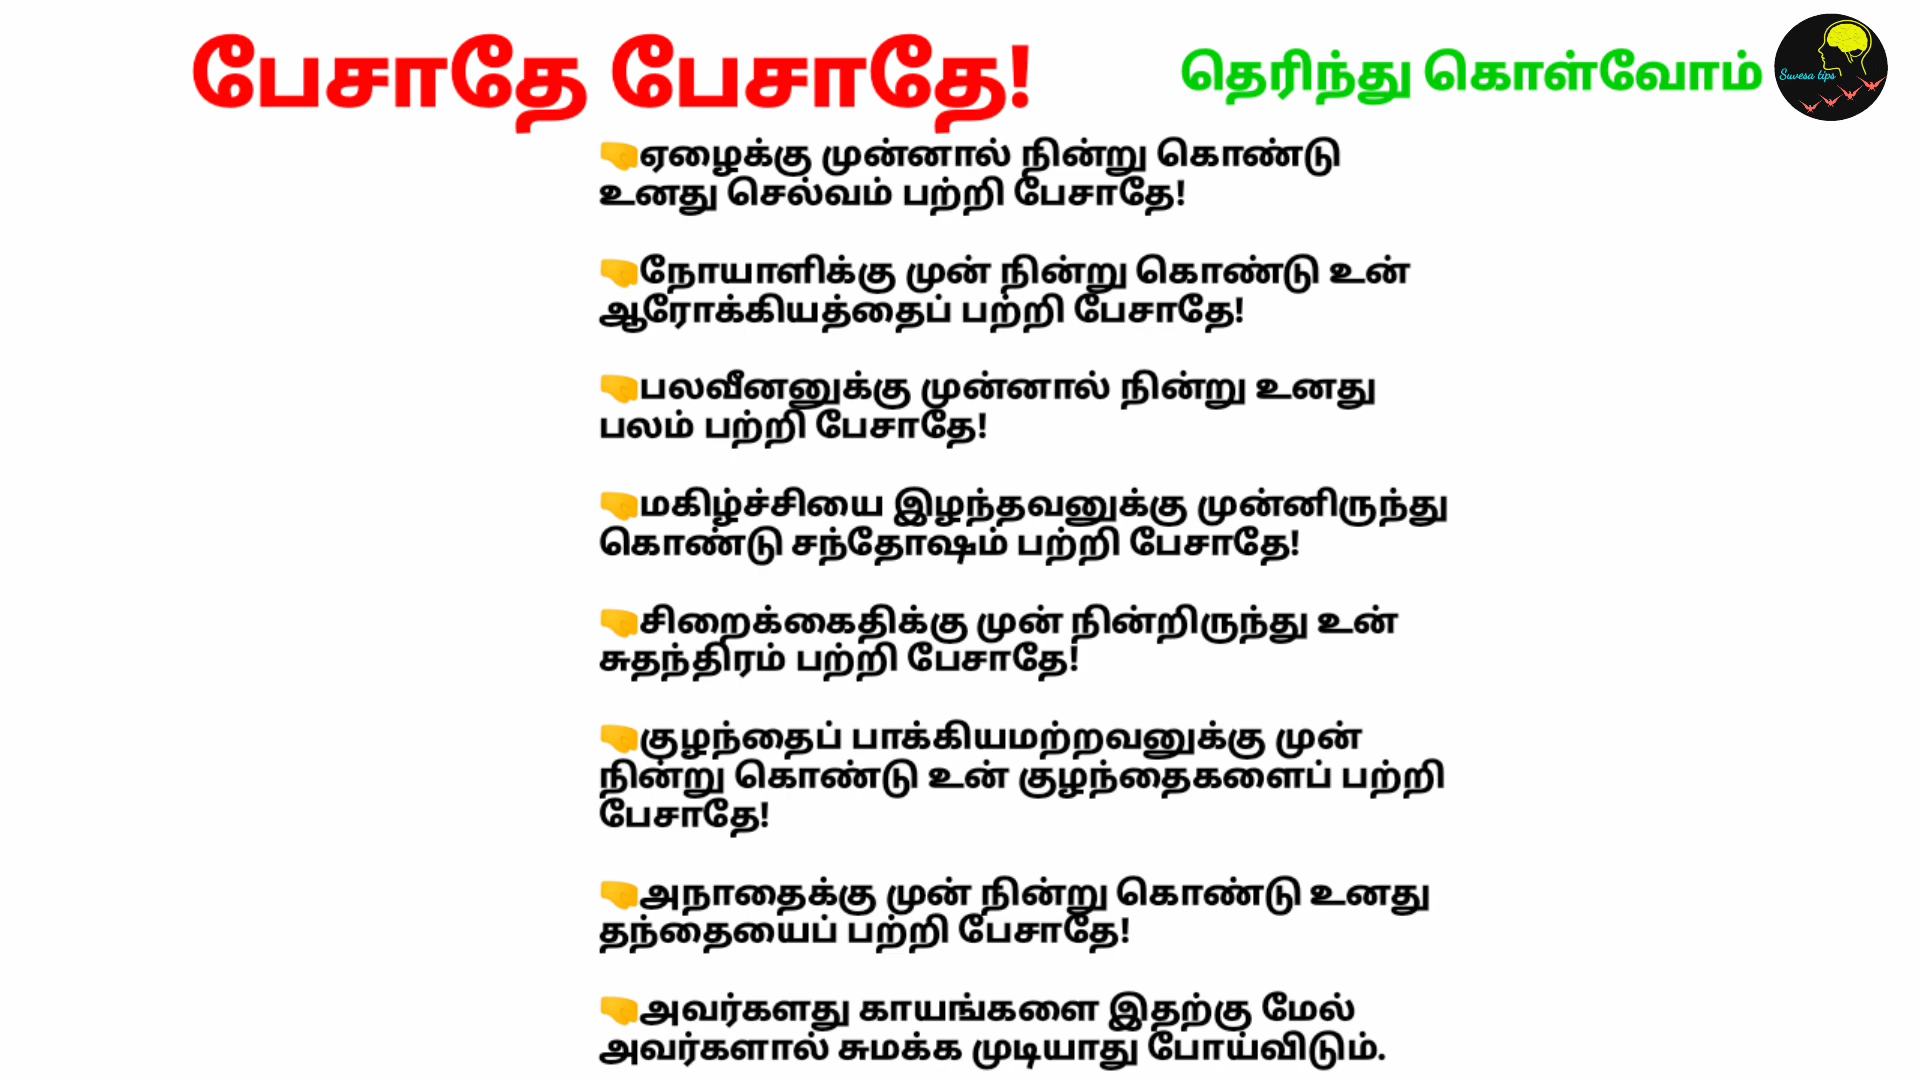 பேசாதே பேசாதே!
தெரிந்து கொள்வோம்
Suvesa tips
🤜ஏழைக்கு முன்னால் நின்று கொண்டு
உனது செல்வம் பற்றி பேசாதே!
🤜நோயாளிக்கு முன் நின்று கொண்டு உன்
ஆரோக்கியத்தைப் பற்றி பேசாதே!
🤜பலவீனனுக்கு முன்னால் நின்று உனது
பலம் பற்றி பேசாதே!
🤜மகிழ்ச்சியை இழந்தவனுக்கு முன்னிருந்து
கொண்டு சந்தோஷம் பற்றி பேசாதே!
🤜சிறைக்கைதிக்கு முன் நின்றிருந்து உன்
சுதந்திரம் பற்றி பேசாதே!
🤜குழந்தைப் பாக்கியமற்றவனுக்கு முன்
நின்று கொண்டு உன் குழந்தைகளைப் பற்றி
பேசாதே!
🤜அநாதைக்கு முன் நின்று கொண்டு உனது
தந்தையைப் பற்றி பேசாதே!
🤜அவர்களது காயங்களை இதற்கு மேல்
அவர்களால் சுமக்க முடியாது போய்விடும்.